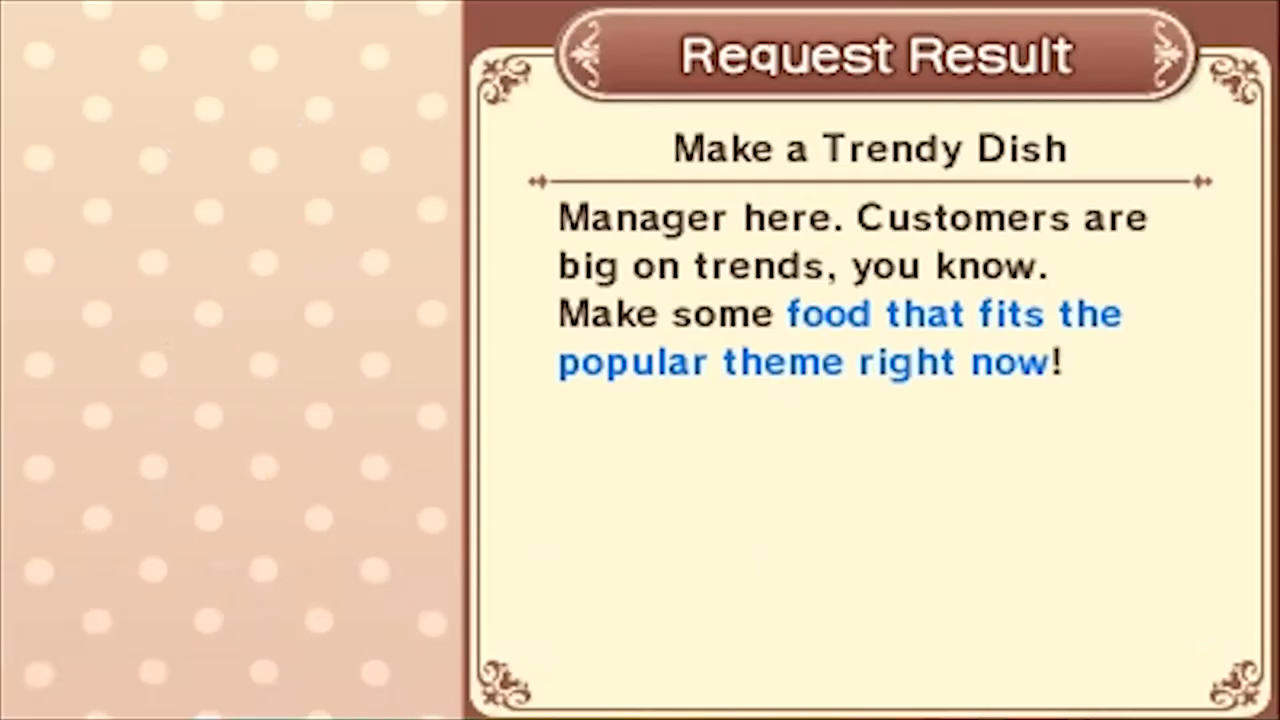 Request Result
Make a Trendy Dish
Manager here. Customers are
big on trends, you know.
Make some food that fits the
popular theme right now!